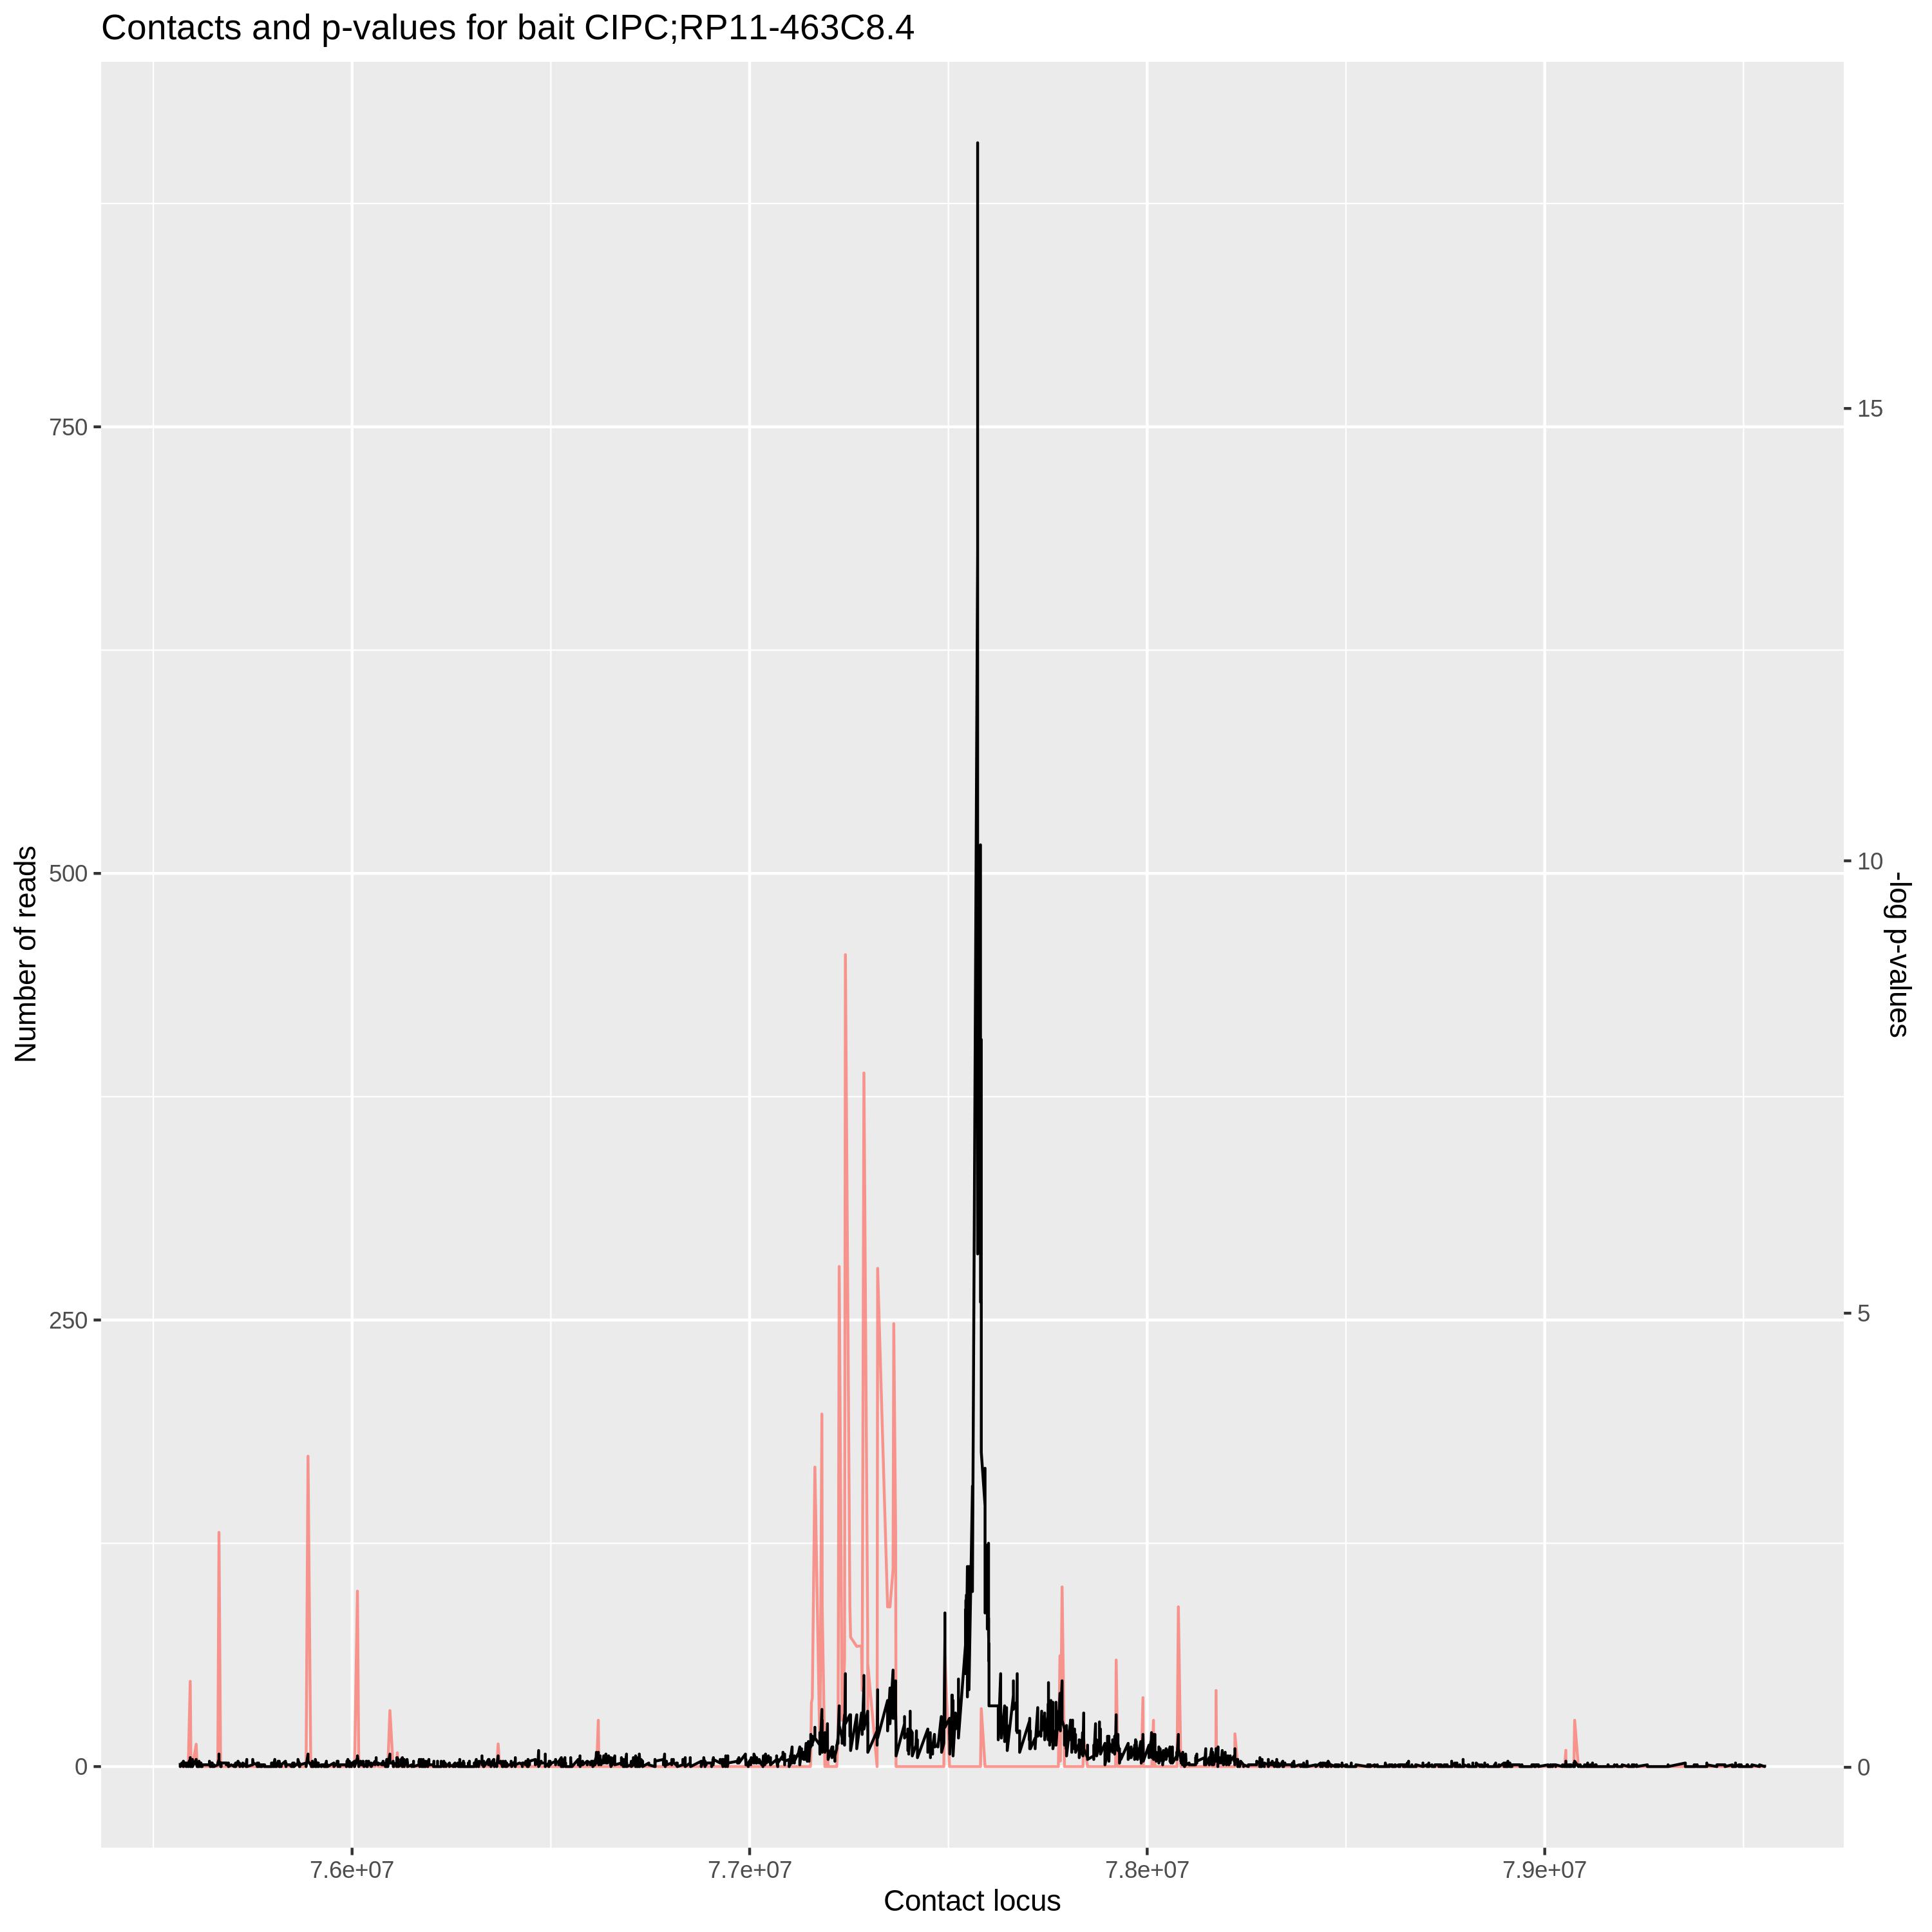 Contacts and p-values for bait CIPC;RP11-463C8.4
Number of reads
750
500
250
0
15
10
5
0
-log p-values
7.6e+07
7.7e+07
7.8e+07
7.9e+07
Contact locus